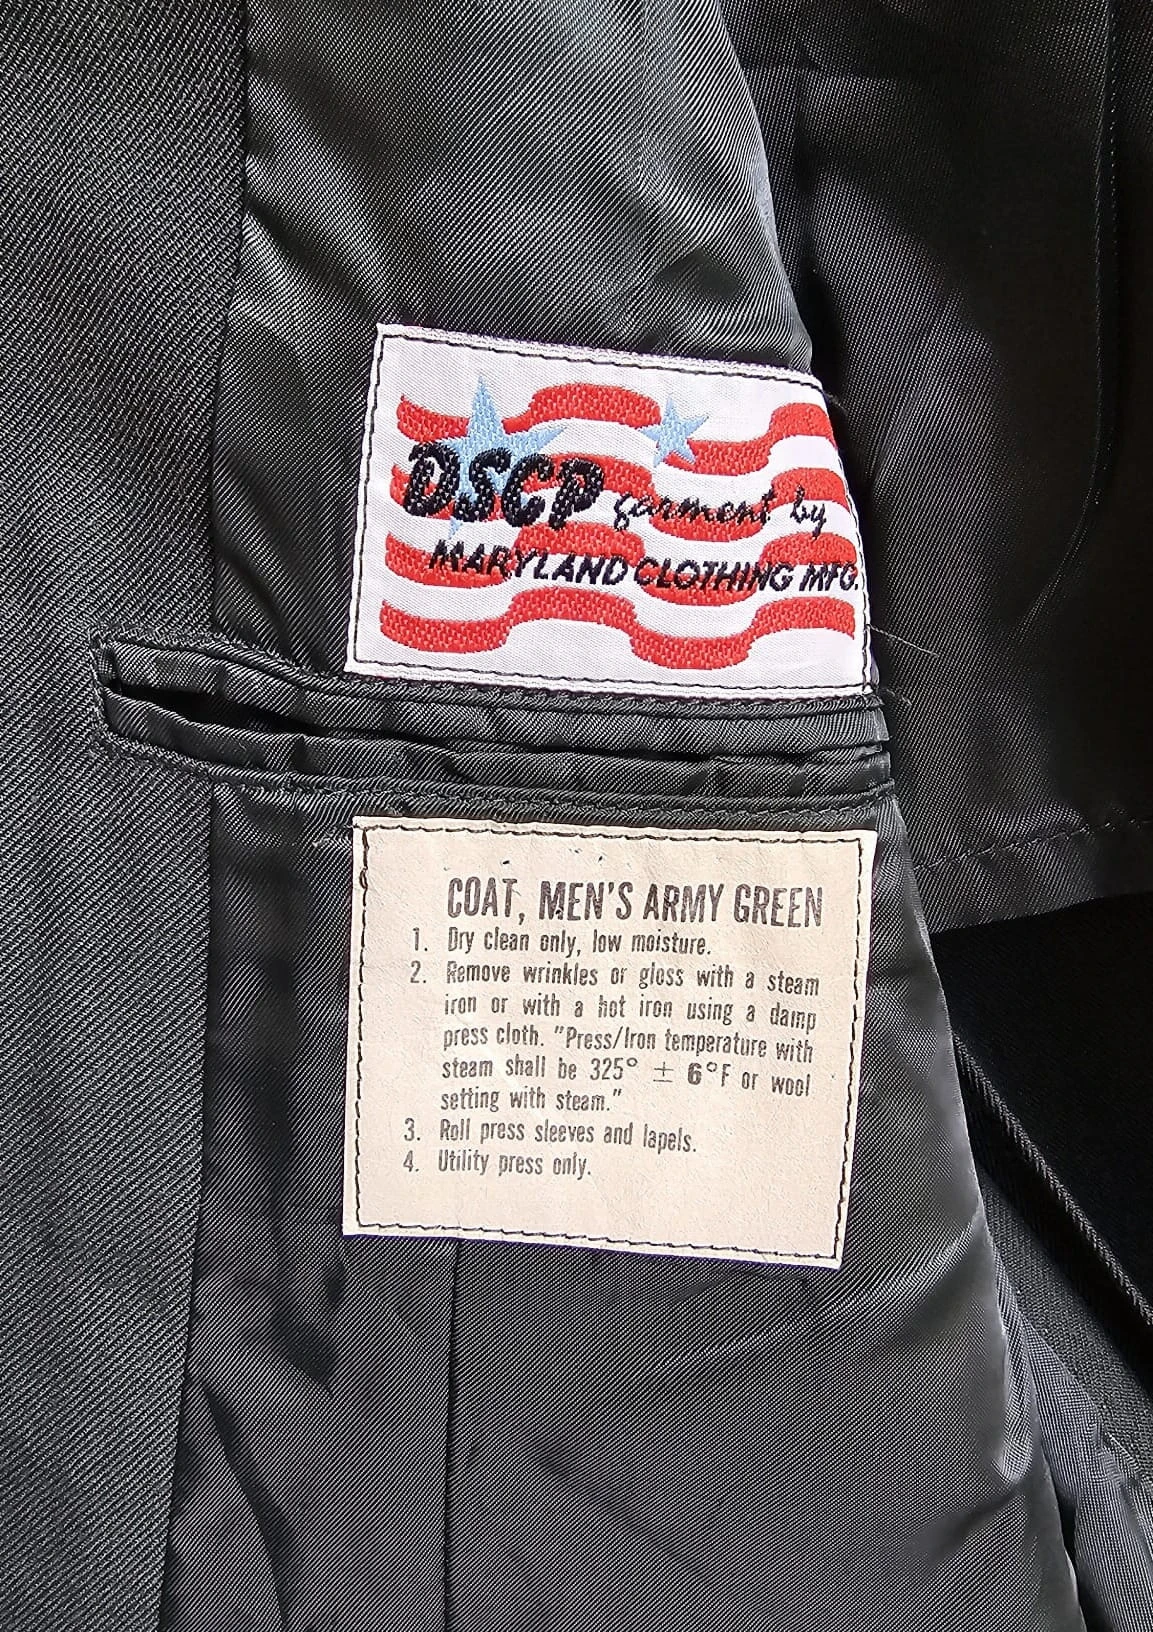 DSCP garment by
MARYLAND CLOTHING MFG.
COAT, MEN'S ARMY GREEN
1. Dry clean only, low moisture.
2. Remove wrinkles or gloss with a steam
iron or with a hot iron using a damp
press cloth. "Press/Iron temperature with
steam shall be 325° ± 6°F or wool
setting with steam."
3. Roll press sleeves and lapels.
4. Utility press only.